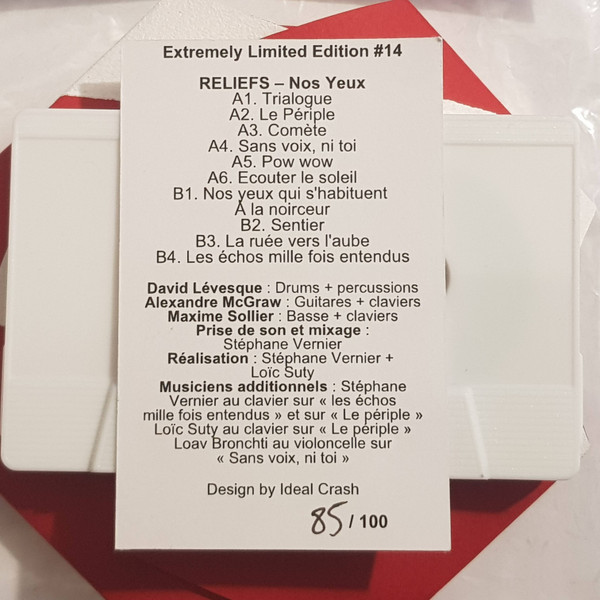 Extremely Limited Edition #14
RELIEFS – Nos Yeux
A1. Trialogue
A2. Le Périple
A3. Comète
A4. Sans voix, ni toi
A5. Pow wow
A6. Ecouter le soleil
B1. Nos yeux qui s'habituent
À la noirceur
B2. Sentier
B3. La ruée vers l'aube
B4. Les échos mille fois entendus
David Lévesque : Drums + percussions
Alexandre McGraw : Guitares + claviers
Maxime Sollier : Basse + claviers
Prise de son et mixage :
Stéphane Vernier
Réalisation : Stéphane Vernier +
Loïc Suty
Musiciens additionnels : Stéphane
Vernier au clavier sur « les échos
mille fois entendus » et sur « Le périple »
Loïc Suty au clavier sur « Le périple »
Loav Bronchti au violoncelle sur
« Sans voix, ni toi »
Design by Ideal Crash
85 / 100